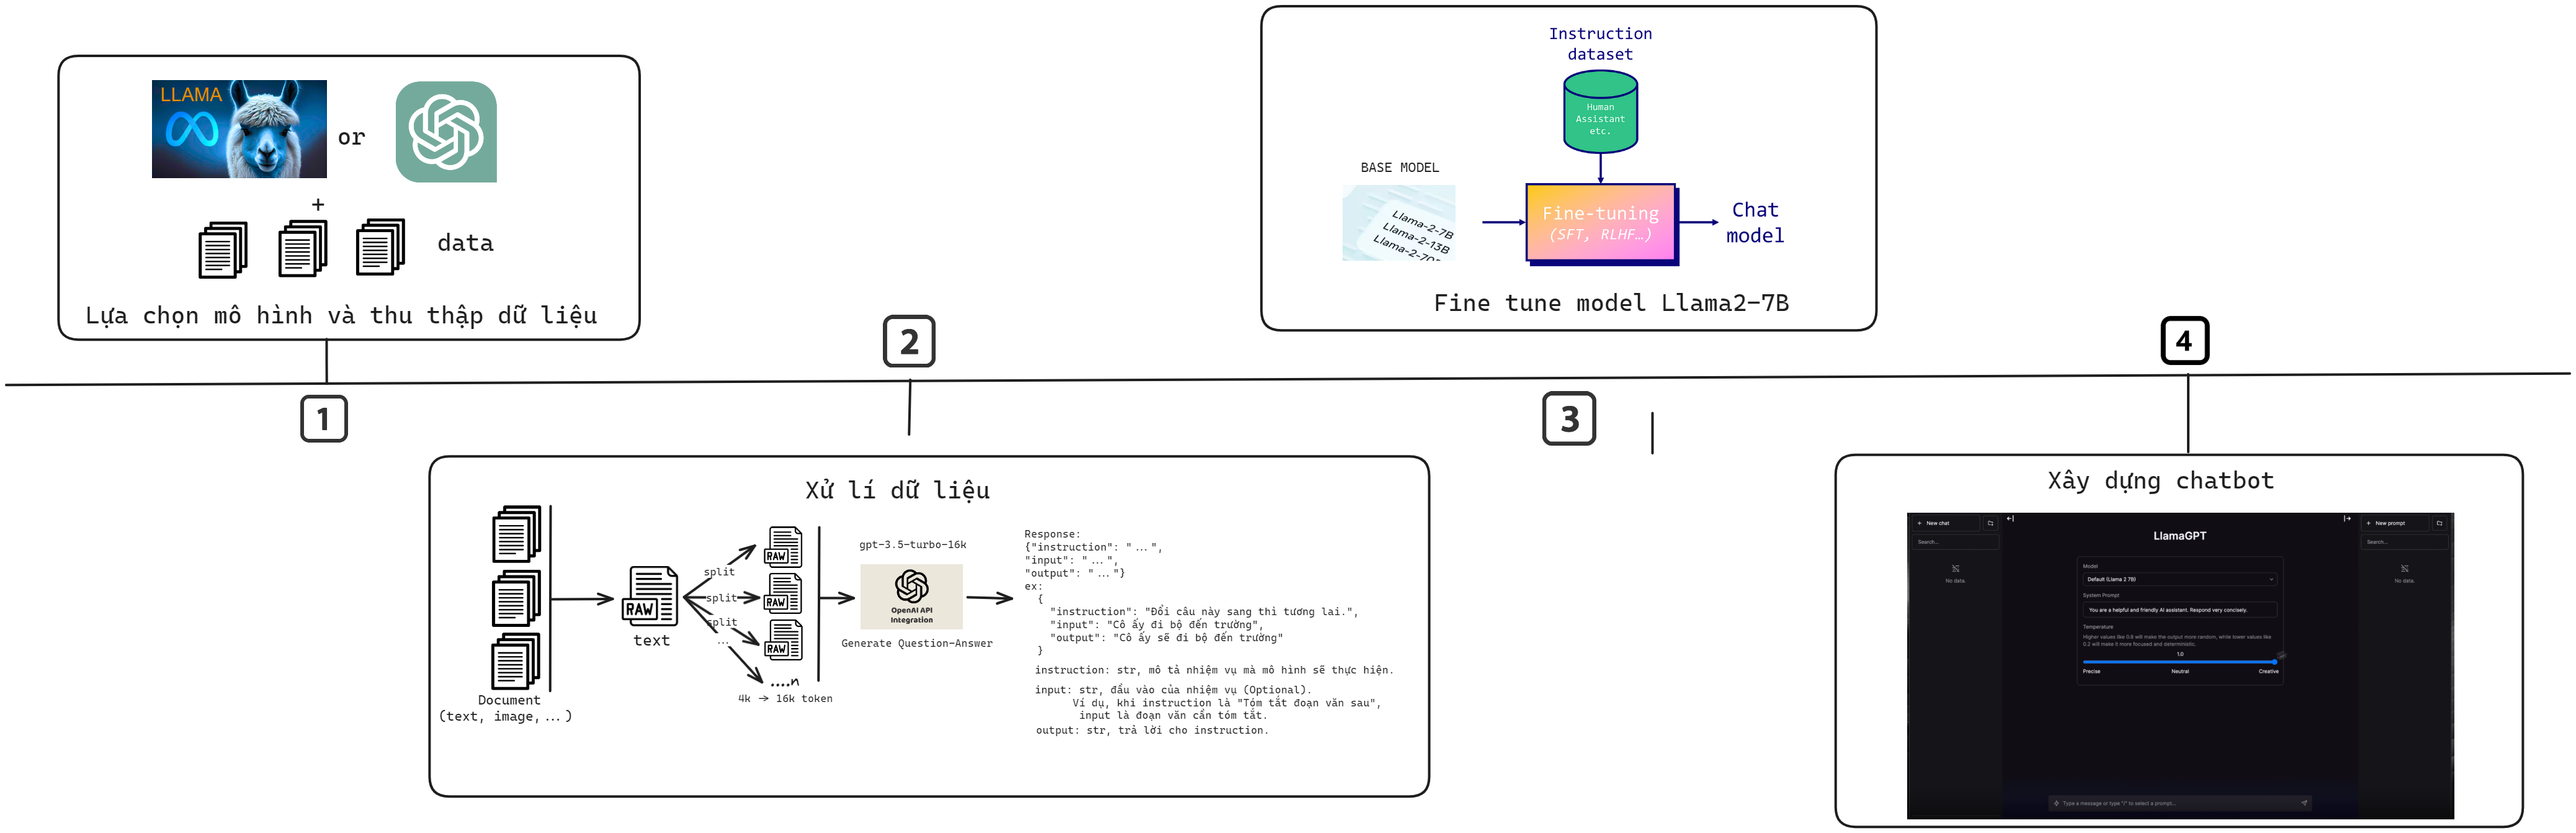 LLAMA
or
+
data
Lựa chọn mô hình và thu thập dữ liệu
1
2
Xử lí dữ liệu
Document
(text, image,...)
RAW
text
split
split
split
...
RAW
RAW
RAW
....n
4k -> 16k token
gpt-3.5-turbo-16k
OpenAI API
Integration
Generate Question-Answer
Response:
{"instruction": "...",
"input": "...",
"output": "..."}
ex:
{
"instruction": "Đổi câu này sang thì tương lai.",
"input": "Cô ấy đi bộ đến trường",
"output": "Cô ấy sẽ đi bộ đến trường"
}
instruction: str, mô tả nhiệm vụ mà mô hình sẽ thực hiện.
input: str, đầu vào của nhiệm vụ (Optional).
Ví dụ, khi instruction là "Tóm tắt đoạn văn sau",
input là đoạn văn cần tóm tắt.
output: str, trả lời cho instruction.
Instruction
dataset
Human
Assistant
etc.
BASE MODEL
Llama-2-7B
Llama-2-13B
Llama-2-70B
Fine-tuning
(SFT, RLHF…)
Chat
model
Fine tune model Llama2-7B
3
4
Xây dựng chatbot
+ New chat
Search...
No data.
LlamaGPT
Model
Default (Llama 2 7B)
System Prompt
You are a helpful and friendly AI assistant. Respond very concisely.
Temperature
Higher values like 0.8 will make the output more random, while lower values like
0.2 will make it more focused and deterministic.
1.0
Precise Neutral Creative
Type a message or type "/" to select a prompt...
+ New prompt
Search...
No data.